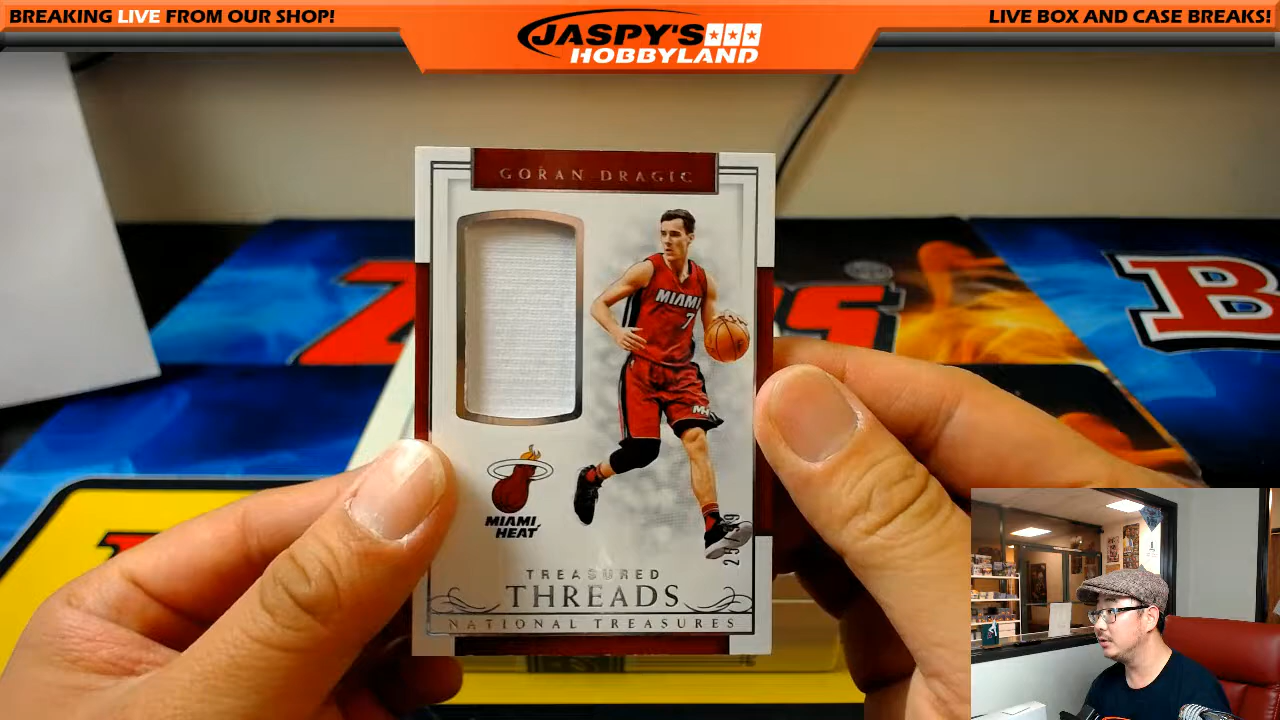 BREAKING LIVE FROM OUR SHOP!
JASPY'S
HOBBYLAND
LIVE BOX AND CASE BREAKS!
GORAN DRAGIC
MIAMI
7
MIAMI
HEAT
TREASURED
THREADS
NATIONAL TREASURES
B